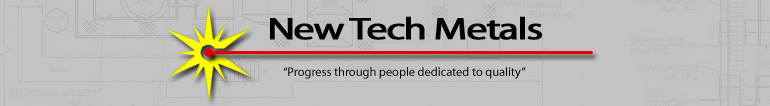 New Tech Metals
“Progress through people dedicated to quality”